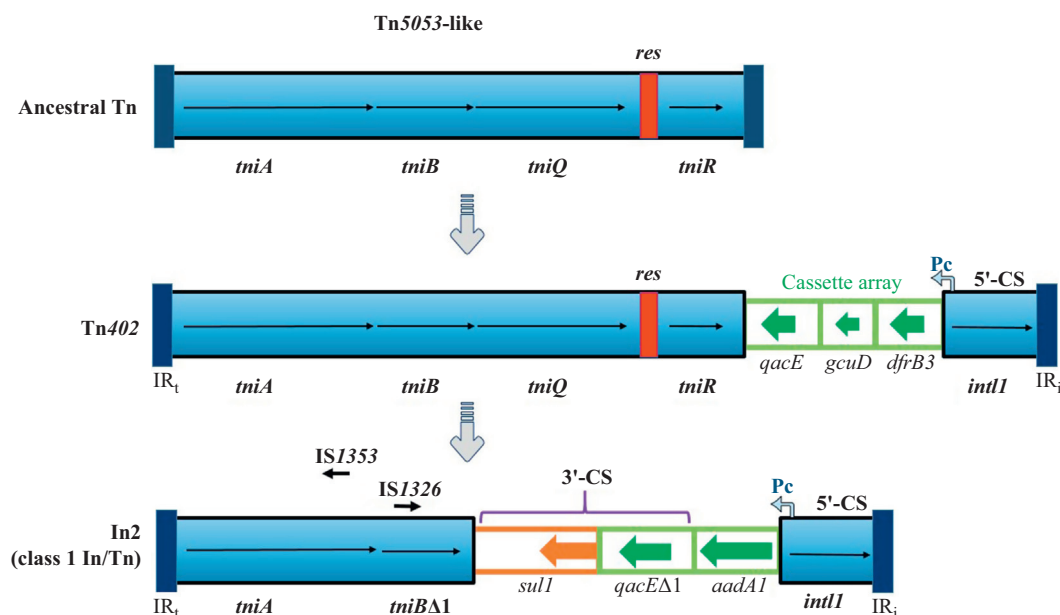 Tn5053-like
res
Ancestral Tn
tniA tniB tniQ tniR
res
Pc
5'-CS
Cassette array
Tn402
IRt
tniA tniB tniQ tniR
qacE gcuD dfrB3
intI1
IRi
IS1353
IS1326
3'-CS
Pc
5'-CS
In2
(class 1 In/Tn)
IRt
tniA tniBΔ1
sul1 qacEΔ1 aadA1
intI1
IRi